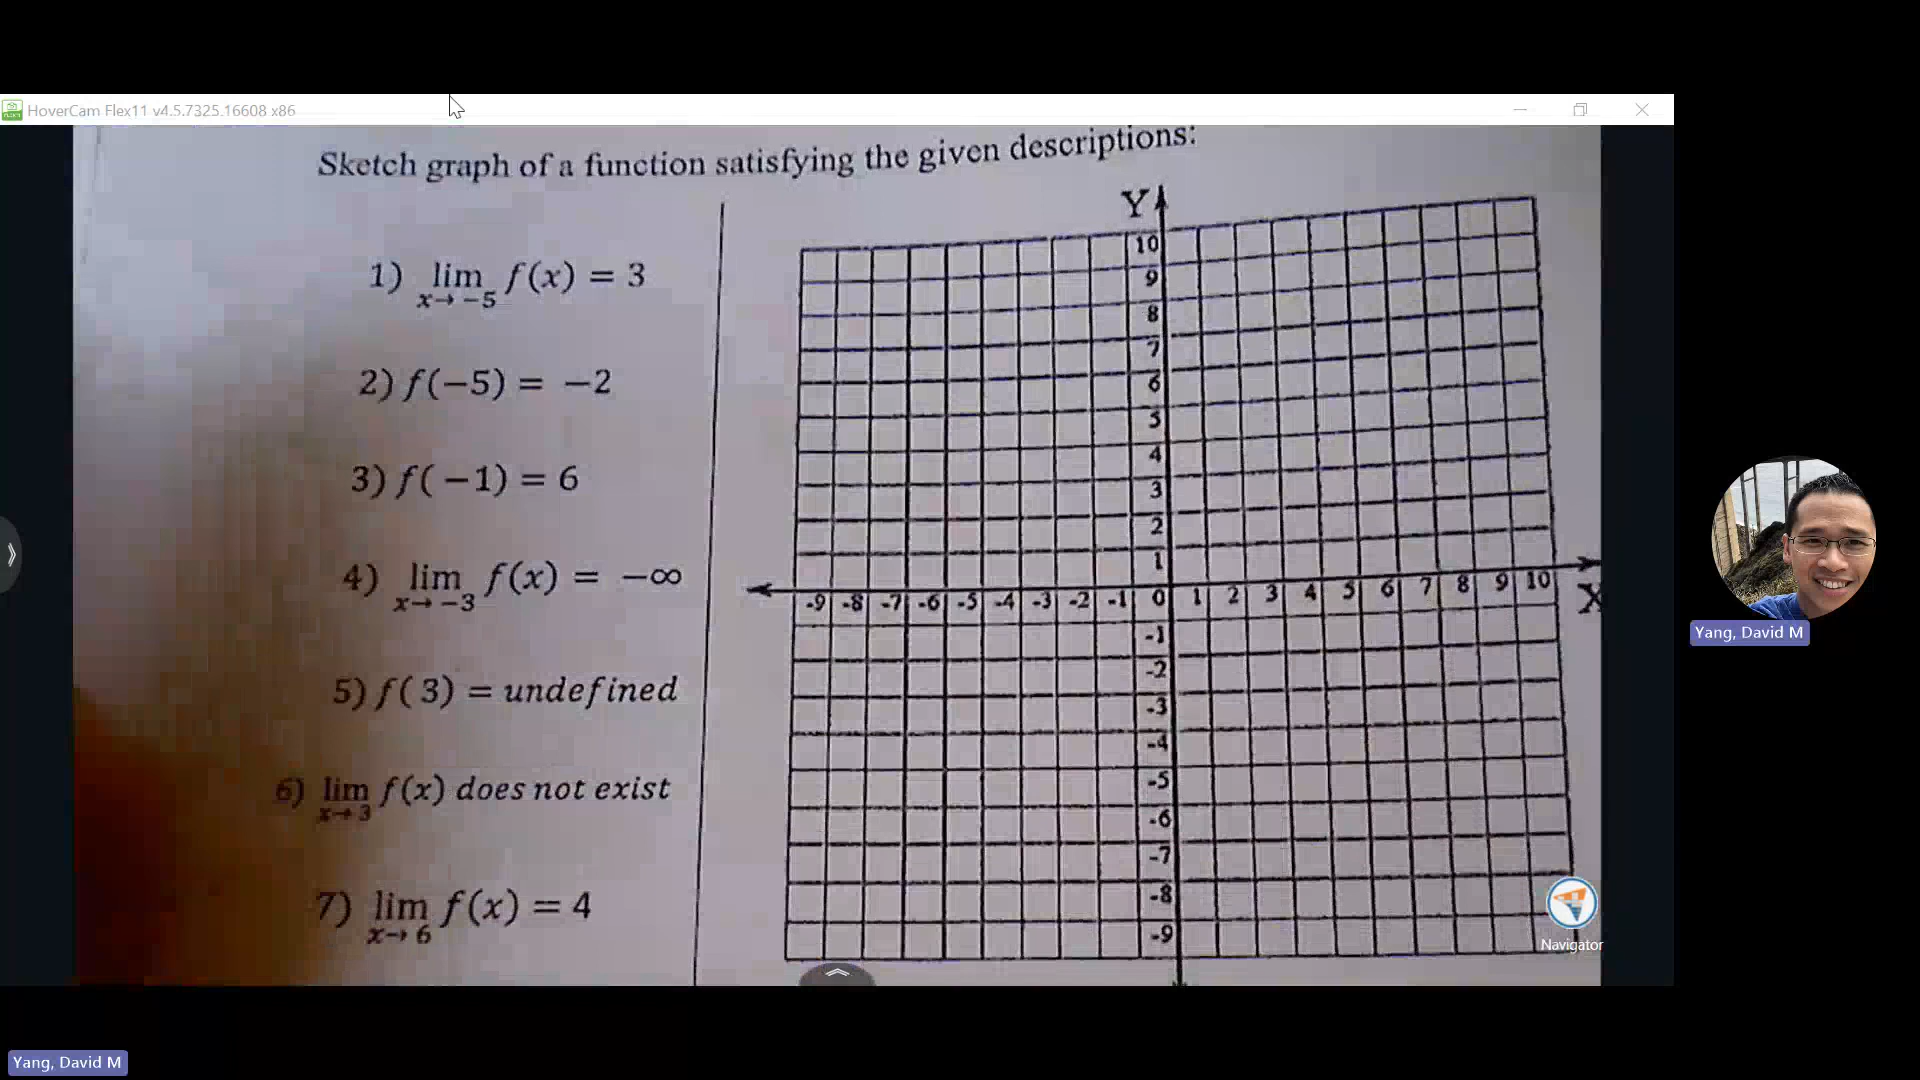 HoverCam Flex11 v4.5.7325.16608 x86
Sketch graph of a function satisfying the given descriptions:
1) lim f(x) = 3
x→ -5
2) f(-5) = -2
3) f(-1) = 6
4) lim f(x) = -∞
x→ -3
5) f(3) = undefined
6) lim f(x) does not exist
x→ 3
7) lim f(x) = 4
x→ 6
Y
10
9
8
7
6
5
4
3
2
1
-9 -8 -7 -6 -5 -4 -3 -2 -1 0 1 2 3 4 5 6 7 8 9 10
X
-1
-2
-3
-4
-5
-6
-7
-8
-9
Navigator
Yang, David M
Yang, David M